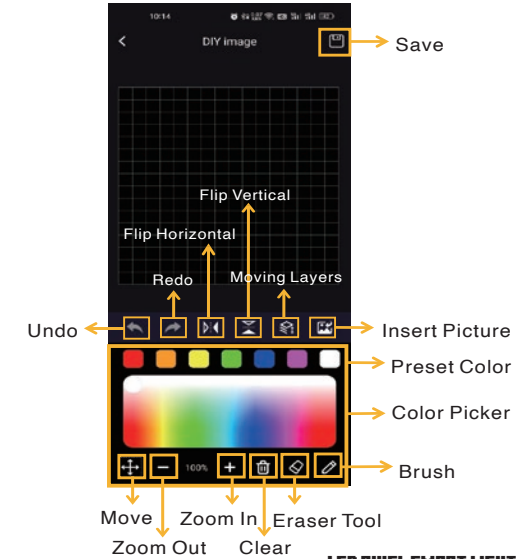 10:14
DIY image
Save
Flip Vertical
Flip Horizontal
Redo
Moving Layers
Undo
Insert Picture
Preset Color
Color Picker
100%
Brush
Move
Zoom In
Eraser Tool
Zoom Out
Clear